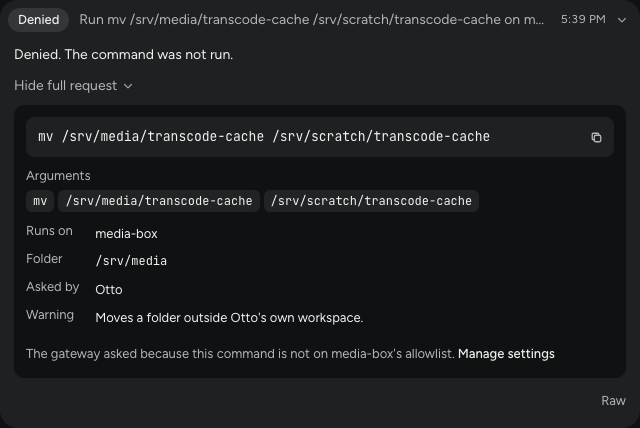 Denied Run mv /srv/media/transcode-cache /srv/scratch/transcode-cache on m... 5:39 PM
Denied. The command was not run.
Hide full request
mv /srv/media/transcode-cache /srv/scratch/transcode-cache
Arguments
mv /srv/media/transcode-cache /srv/scratch/transcode-cache
Runs on media-box
Folder /srv/media
Asked by Otto
Warning Moves a folder outside Otto's own workspace.
The gateway asked because this command is not on media-box's allowlist. Manage settings
Raw